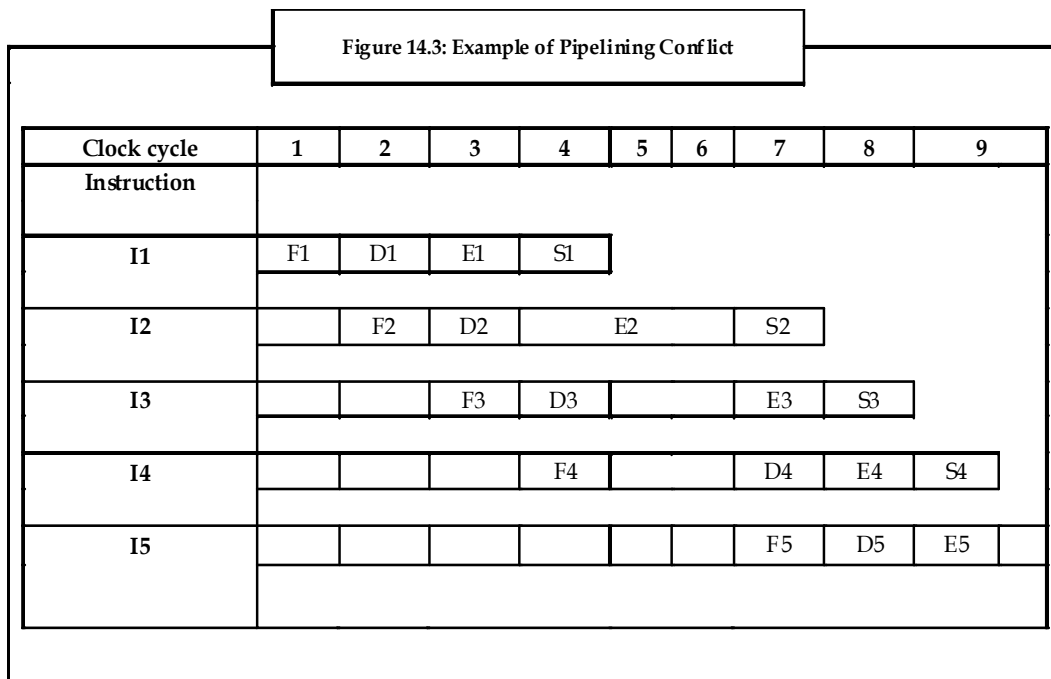 Figure 14.3: Example of Pipelining Conflict
Clock cycle 1 2 3 4 5 6 7 8 9
Instruction
I1 F1 D1 E1 S1
I2 F2 D2 E2 S2
I3 F3 D3 E3 S3
I4 F4 D4 E4 S4
I5 F5 D5 E5